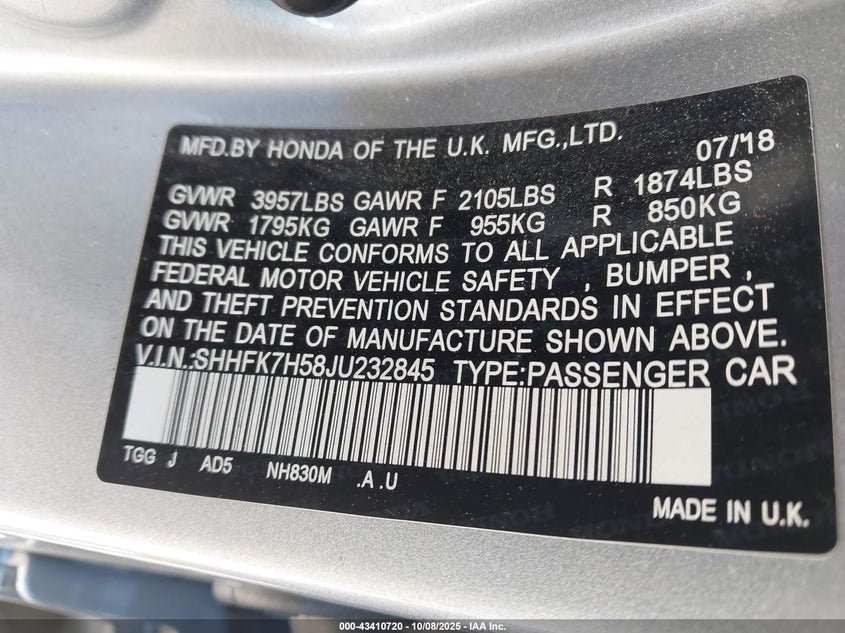 MFD.BY HONDA OF THE U.K. MFG.,LTD. 07/18
GVWR 3957LBS GAWR F 2105LBS R 1874LBS
GVWR 1795KG GAWR F 955KG R 850KG
THIS VEHICLE CONFORMS TO ALL APPLICABLE
FEDERAL MOTOR VEHICLE SAFETY , BUMPER ,
AND THEFT PREVENTION STANDARDS IN EFFECT
ON THE DATE OF MANUFACTURE SHOWN ABOVE.
V.I.N.:SHHFK7H58JU232845 TYPE:PASSENGER CAR
TGG J AD5 NH830M .A .U
MADE IN U.K.
000-43410720 - 10/08/2025 - IAA Inc.